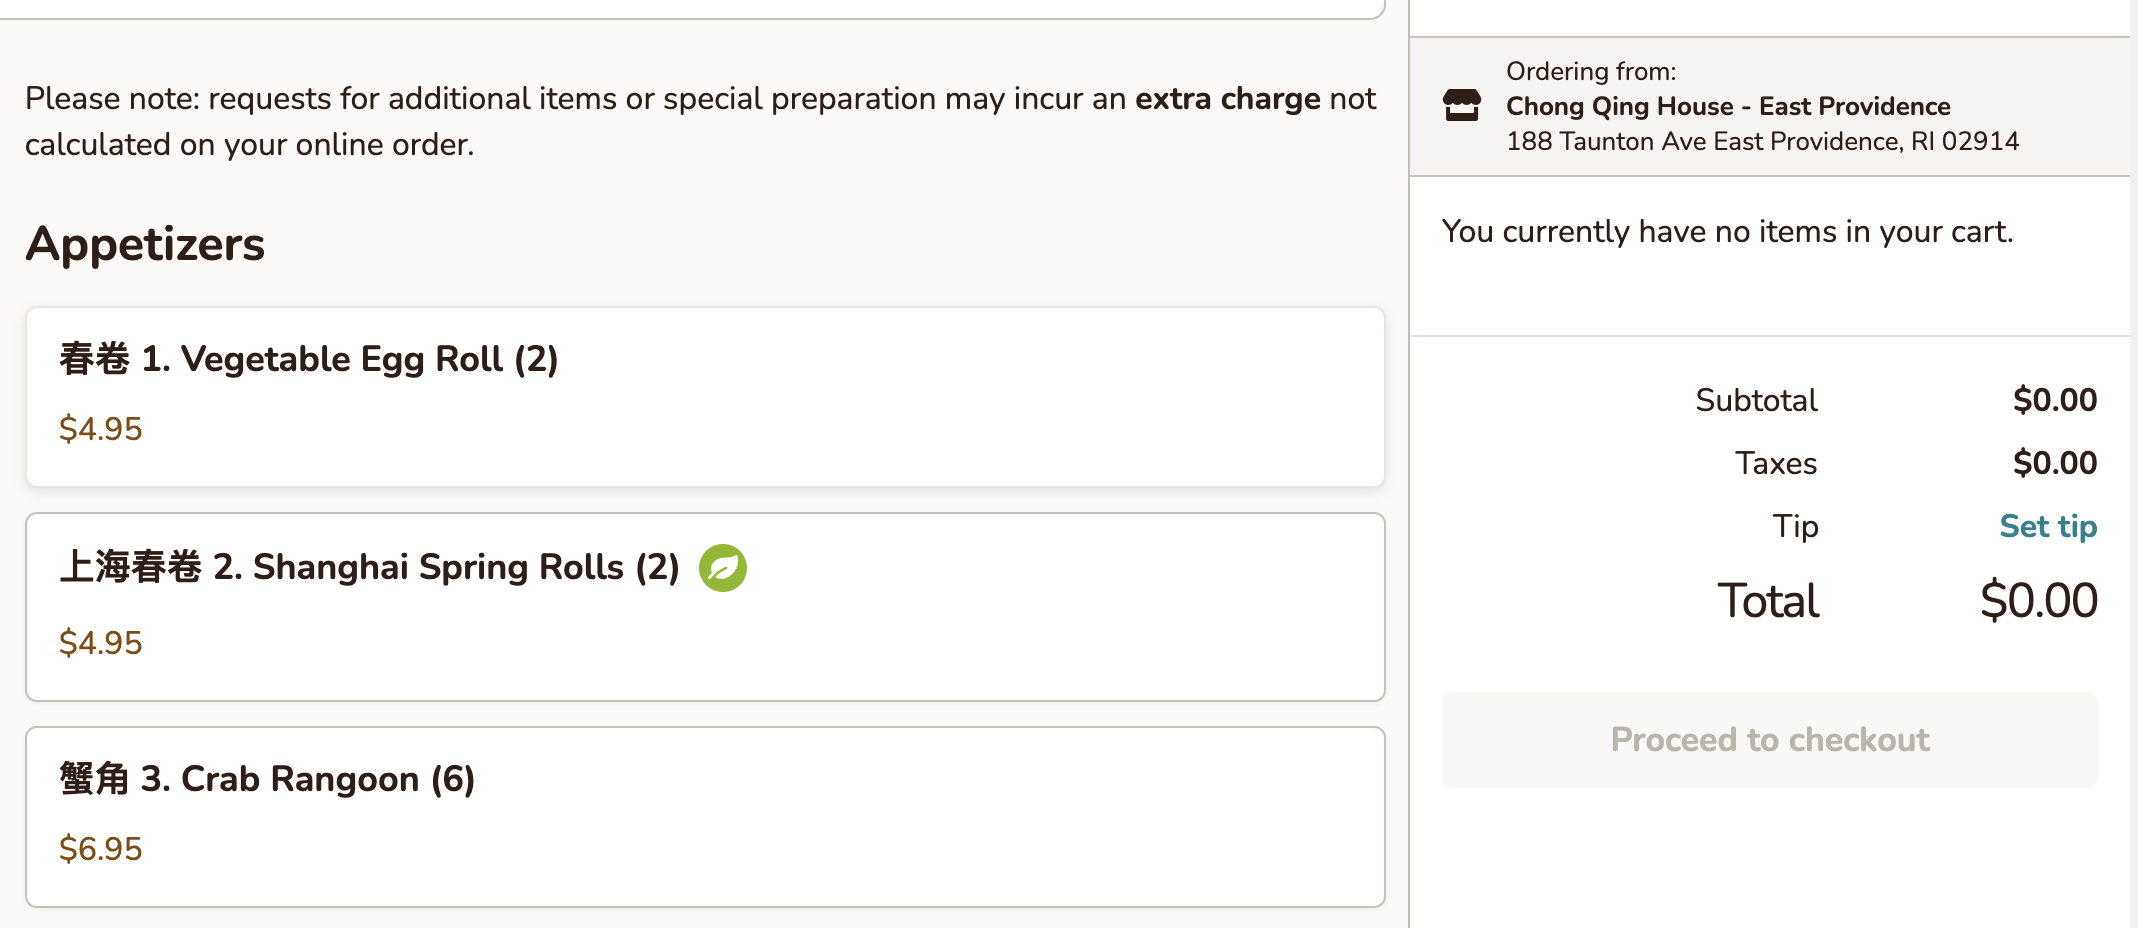 Please note: requests for additional items or special preparation may incur an extra charge not
calculated on your online order.
Appetizers
春卷 1. Vegetable Egg Roll (2)
$4.95
上海春卷 2. Shanghai Spring Rolls (2)
$4.95
蟹角 3. Crab Rangoon (6)
$6.95
Ordering from:
Chong Qing House - East Providence
188 Taunton Ave East Providence, RI 02914
You currently have no items in your cart.
Subtotal $0.00
Taxes $0.00
Tip Set tip
Total $0.00
Proceed to checkout